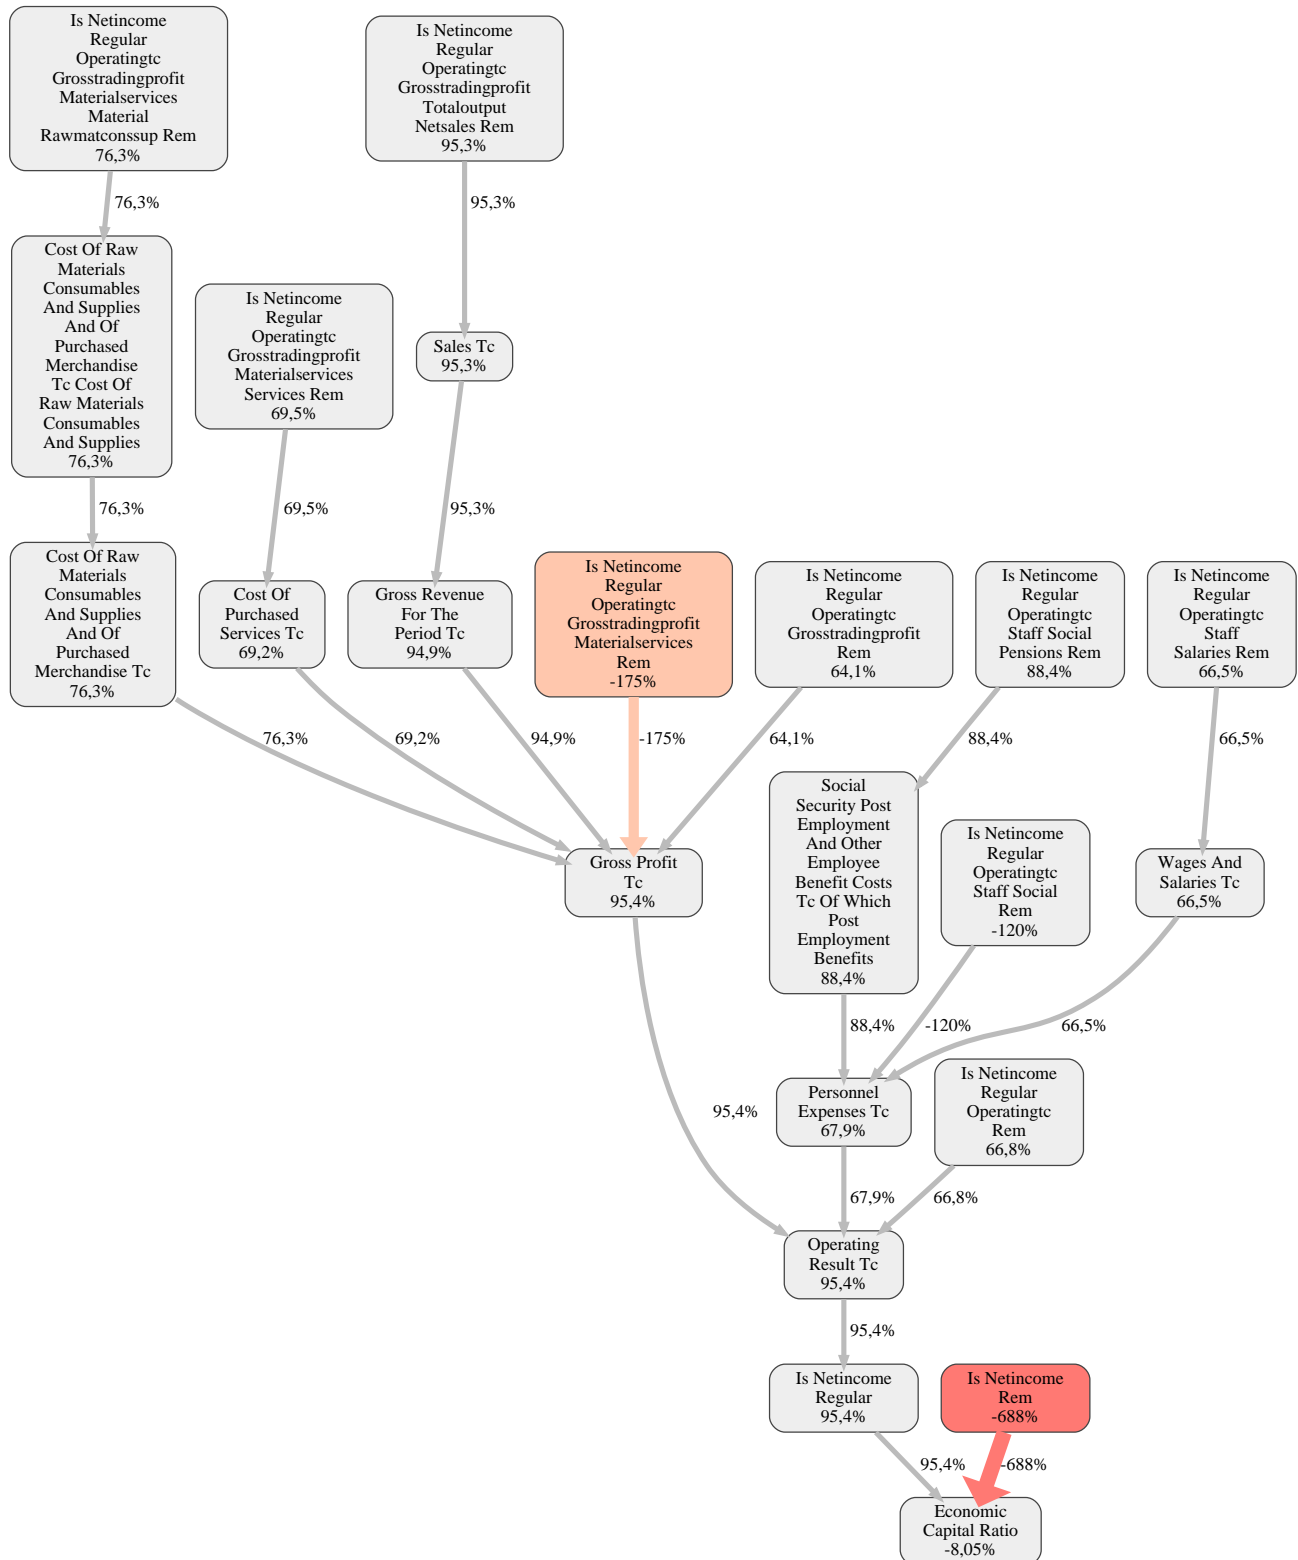 Is Netincome
Regular
Operatingtc
Grosstradingprofit
Materialservices
Material
Rawmatconssup Rem
76,3%
Is Netincome
Regular
Operatingtc
Grosstradingprofit
Totaloutput
Netsales Rem
95,3%
76,3%
95,3%
Cost Of Raw
Materials
Consumables
And Supplies
And Of
Purchased
Merchandise
Tc Cost Of
Raw Materials
Consumables
And Supplies
76,3%
Is Netincome
Regular
Operatingtc
Grosstradingprofit
Materialservices
Services Rem
69,5%
Sales Tc
95,3%
76,3%
69,5%
95,3%
Cost Of Raw
Materials
Consumables
And Supplies
And Of
Purchased
Merchandise Tc
76,3%
Cost Of
Purchased
Services Tc
69,2%
Gross Revenue
For The
Period Tc
94,9%
Is Netincome
Regular
Operatingtc
Grosstradingprofit
Materialservices
Rem
-175%
Is Netincome
Regular
Operatingtc
Grosstradingprofit
Rem
64,1%
Is Netincome
Regular
Operatingtc
Staff Social
Pensions Rem
88,4%
Is Netincome
Regular
Operatingtc
Staff
Salaries Rem
66,5%
76,3%
69,2%
94,9%
-175%
64,1%
88,4%
66,5%
Social
Security Post
Employment
And Other
Employee
Benefit Costs
Tc Of Which
Post
Employment
Benefits
88,4%
Is Netincome
Regular
Operatingtc
Staff Social
Rem
-120%
Gross Profit
Tc
95,4%
Wages And
Salaries Tc
66,5%
88,4%
-120%
66,5%
Personnel
Expenses Tc
67,9%
Is Netincome
Regular
Operatingtc
Rem
66,8%
95,4%
67,9%
66,8%
Operating
Result Tc
95,4%
95,4%
Is Netincome
Regular
95,4%
Is Netincome
Rem
-688%
95,4%
-688%
Economic
Capital Ratio
-8,05%